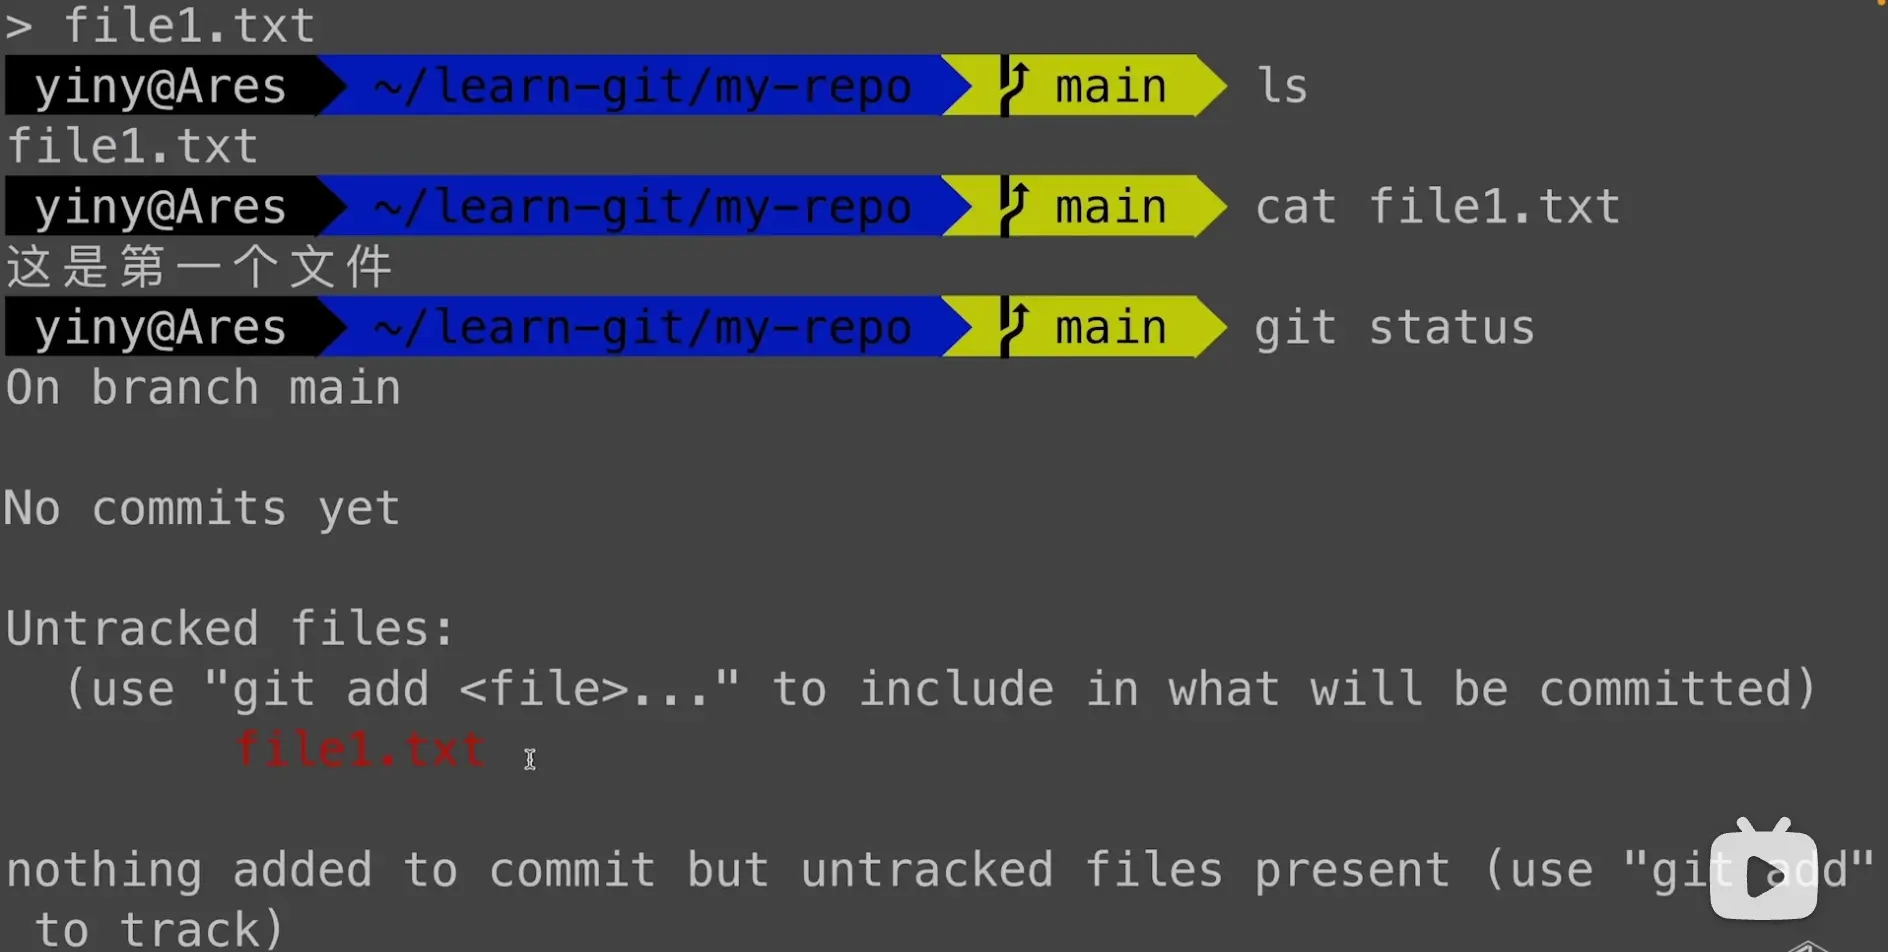 > file1.txt
yiny@Ares ~/learn-git/my-repo main ls
file1.txt
yiny@Ares ~/learn-git/my-repo main cat file1.txt
这是第一个文件
yiny@Ares ~/learn-git/my-repo main git status
On branch main
No commits yet
Untracked files:
(use "git add <file>..." to include in what will be committed)
file1.txt
nothing added to commit but untracked files present (use "git add"
to track)